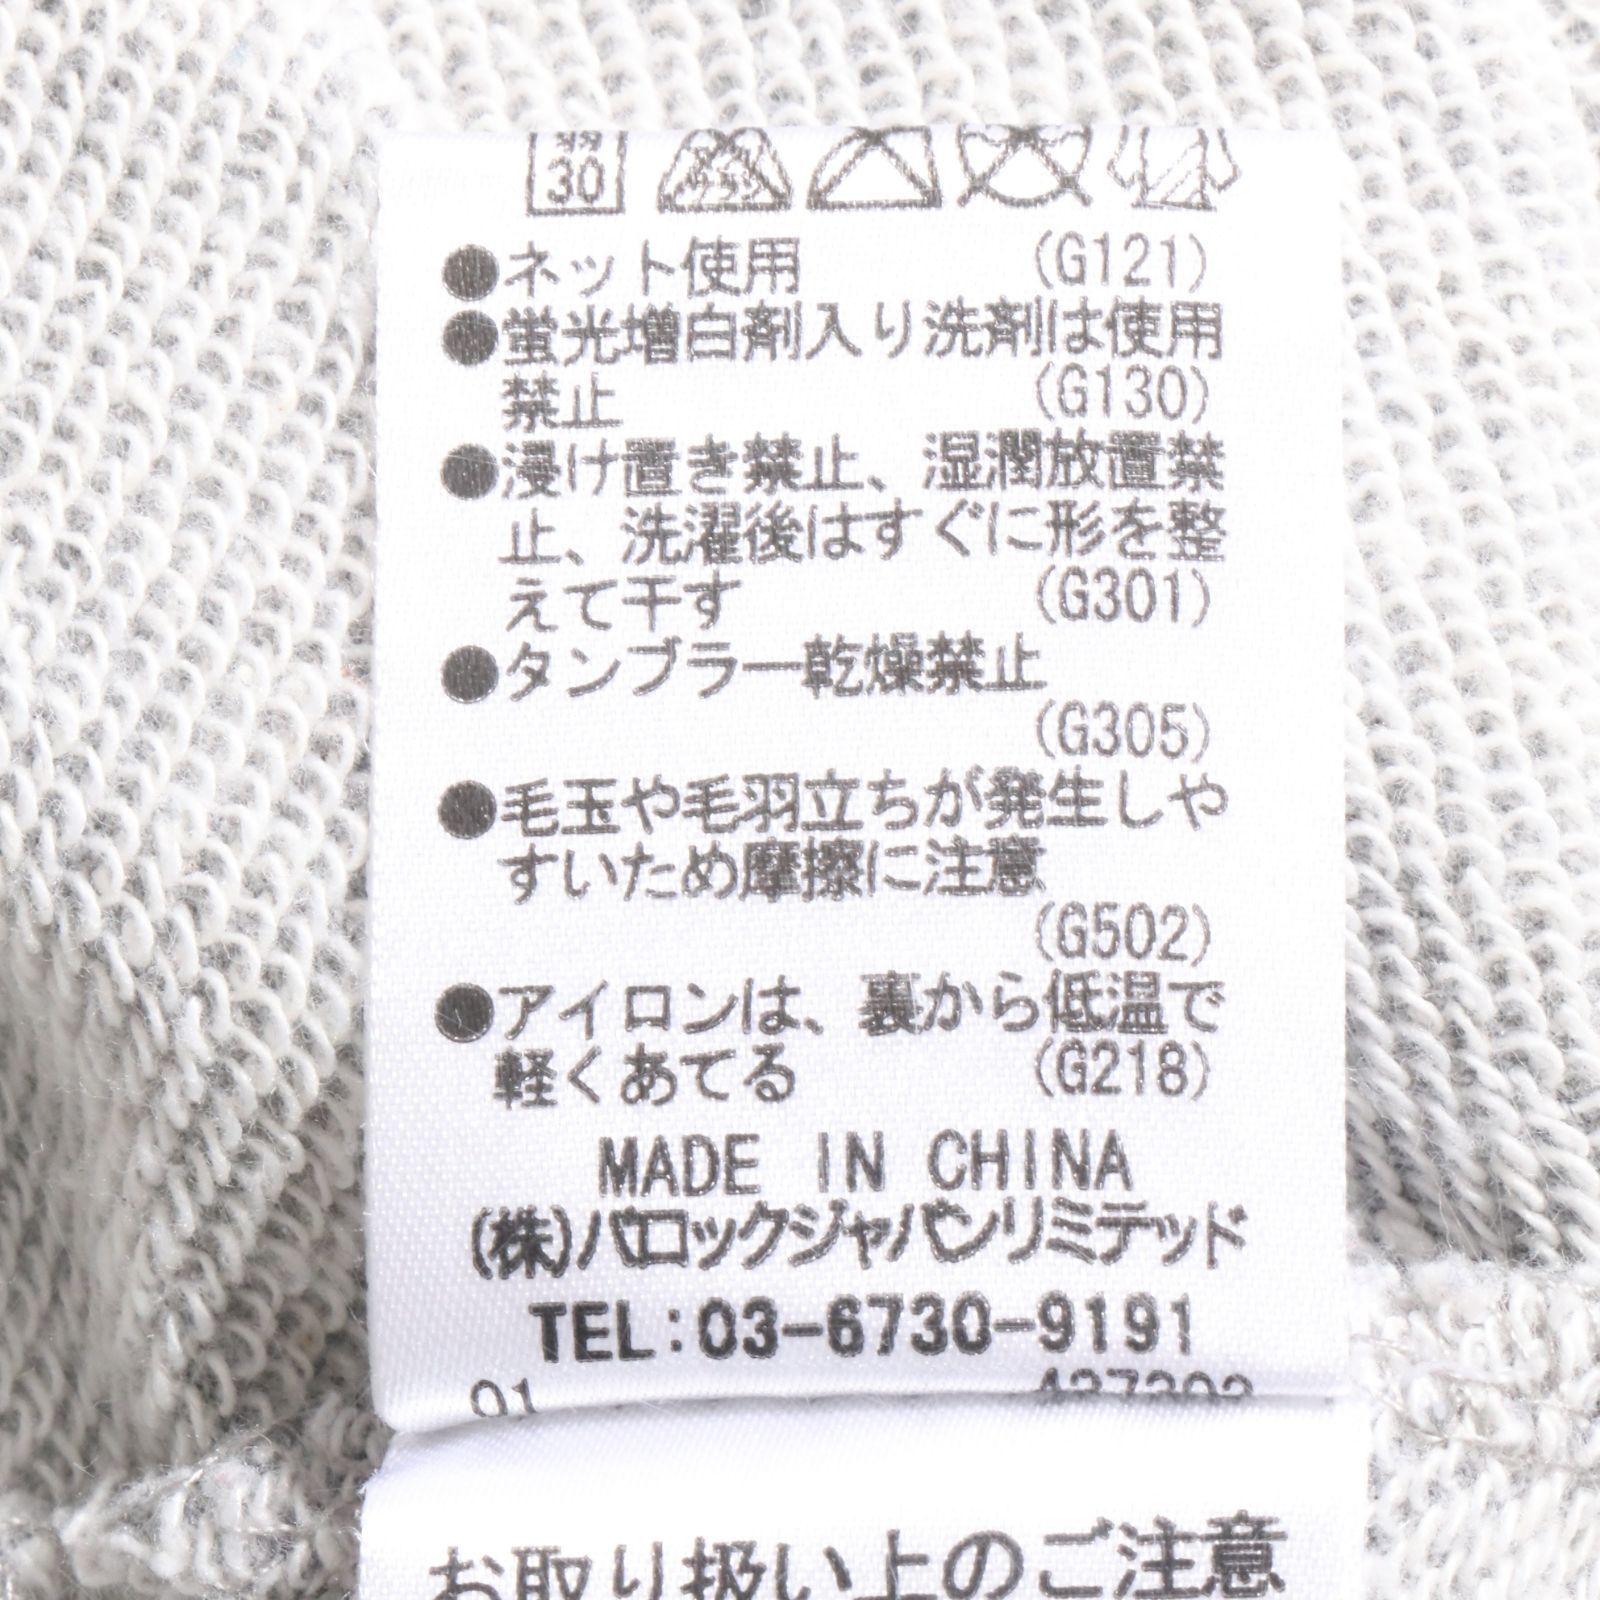 30
●ネット使用 (G121)
●蛍光増白剤入り洗剤は使用
禁止 (G130)
●浸け置き禁止、湿潤放置禁
止、洗濯後はすぐに形を整
えて干す (G301)
●タンブラー乾燥禁止
(G305)
●毛玉や毛羽立ちが発生しや
すいため摩擦に注意
(G502)
●アイロンは、裏から低温で
軽くあてる (G218)
MADE IN CHINA
(株)バロックジャパンリミテッド
TEL:03-6730-9191
01
お取り扱い上のご注意